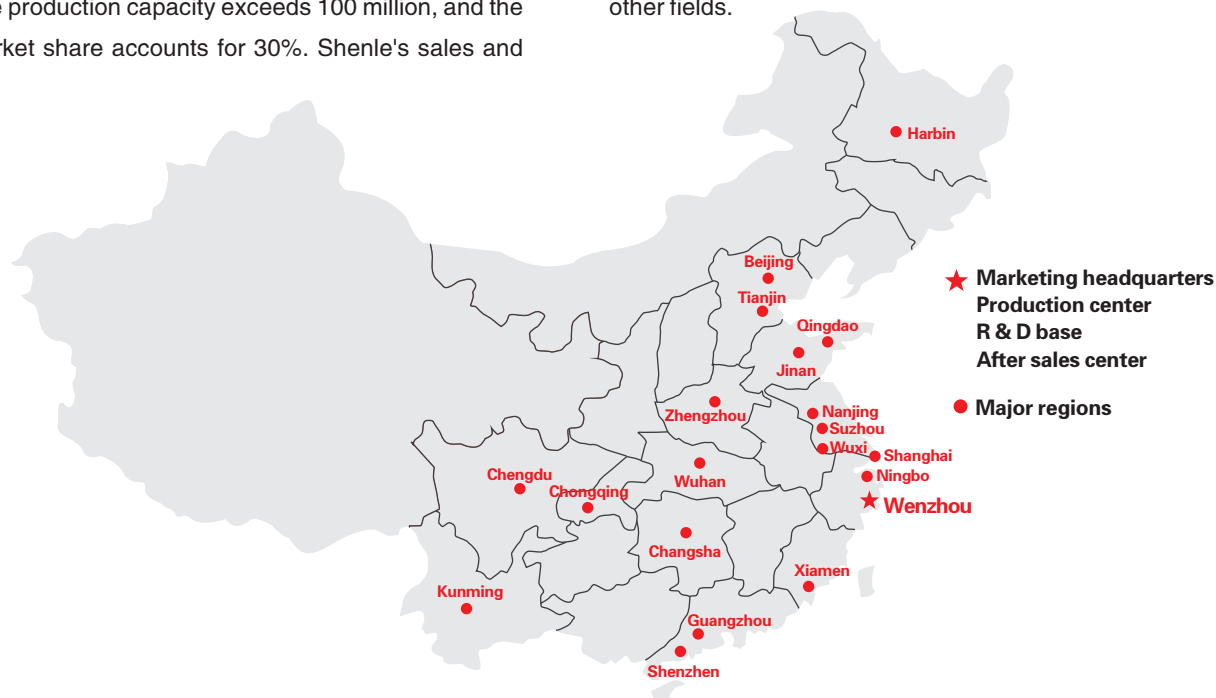 production capacity exceeds 100 million, and the
market share accounts for 30%. Shenle's sales and
other fields.
Harbin
Beijing
Tianjin
Qingdao
Jinan
Zhengzhou
Nanjing
Suzhou
Wuxi
Shanghai
Ningbo
Wenzhou
Chengdu
Chongqing
Wuhan
Changsha
Xiamen
Kunming
Guangzhou
Shenzhen
Marketing headquarters
Production center
R & D base
After sales center
Major regions